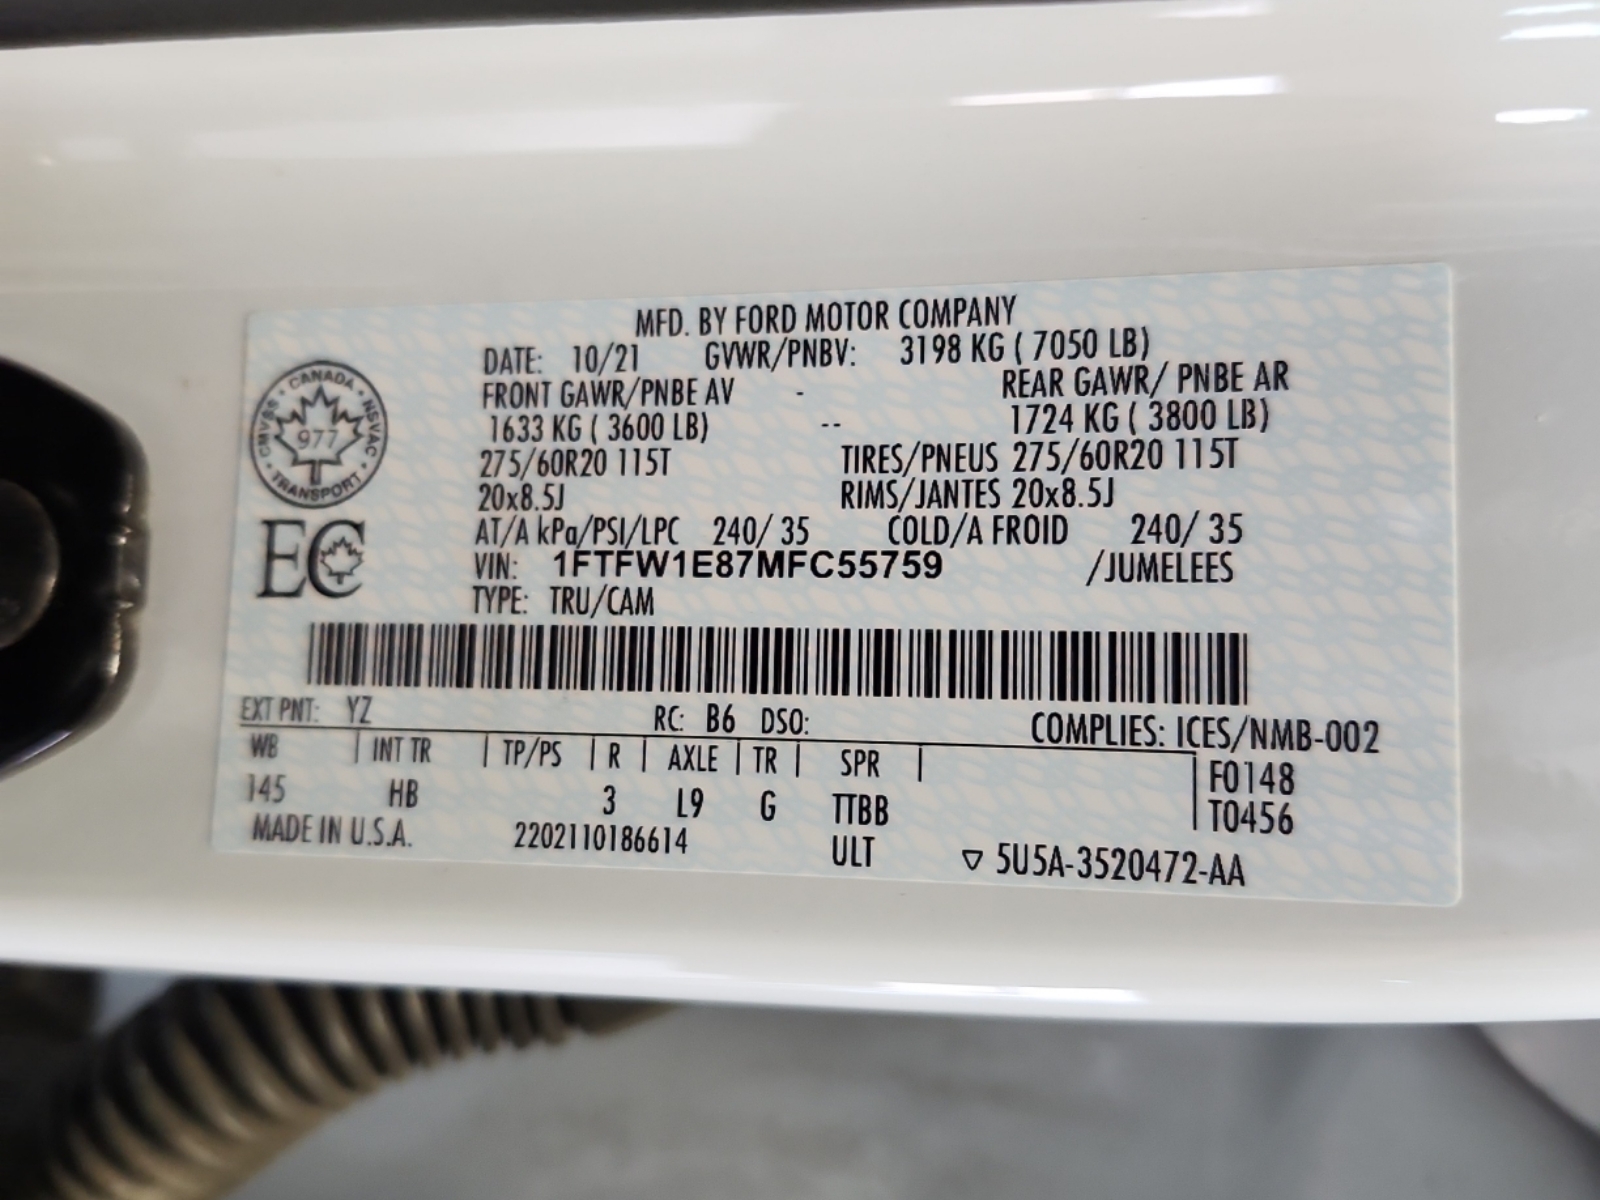 MFD. BY FORD MOTOR COMPANY
DATE: 10/21 GVWR/PNBV: 3198 KG ( 7050 LB)
FRONT GAWR/PNBE AV - REAR GAWR/ PNBE AR
1633 KG ( 3600 LB) -- 1724 KG ( 3800 LB)
275/60R20 115T TIRES/PNEUS 275/60R20 115T
20x8.5J RIMS/JANTES 20x8.5J
AT/A kPa/PSI/LPC 240/ 35 COLD/A FROID 240/ 35
VIN: 1FTFW1E87MFC55759 /JUMELEES
TYPE: TRU/CAM
CANADA · NSVAC · TRANSPORT · CMVSS ·
977
EC
EXT PNT: YZ RC: B6 DSO: COMPLIES: ICES/NMB-002
WB | INT TR | TP/PS | R | AXLE | TR | SPR | F0148
145 HB 3 L9 G TTBB T0456
MADE IN U.S.A. 2202110186614 ULT ▽ 5U5A-3520472-AA